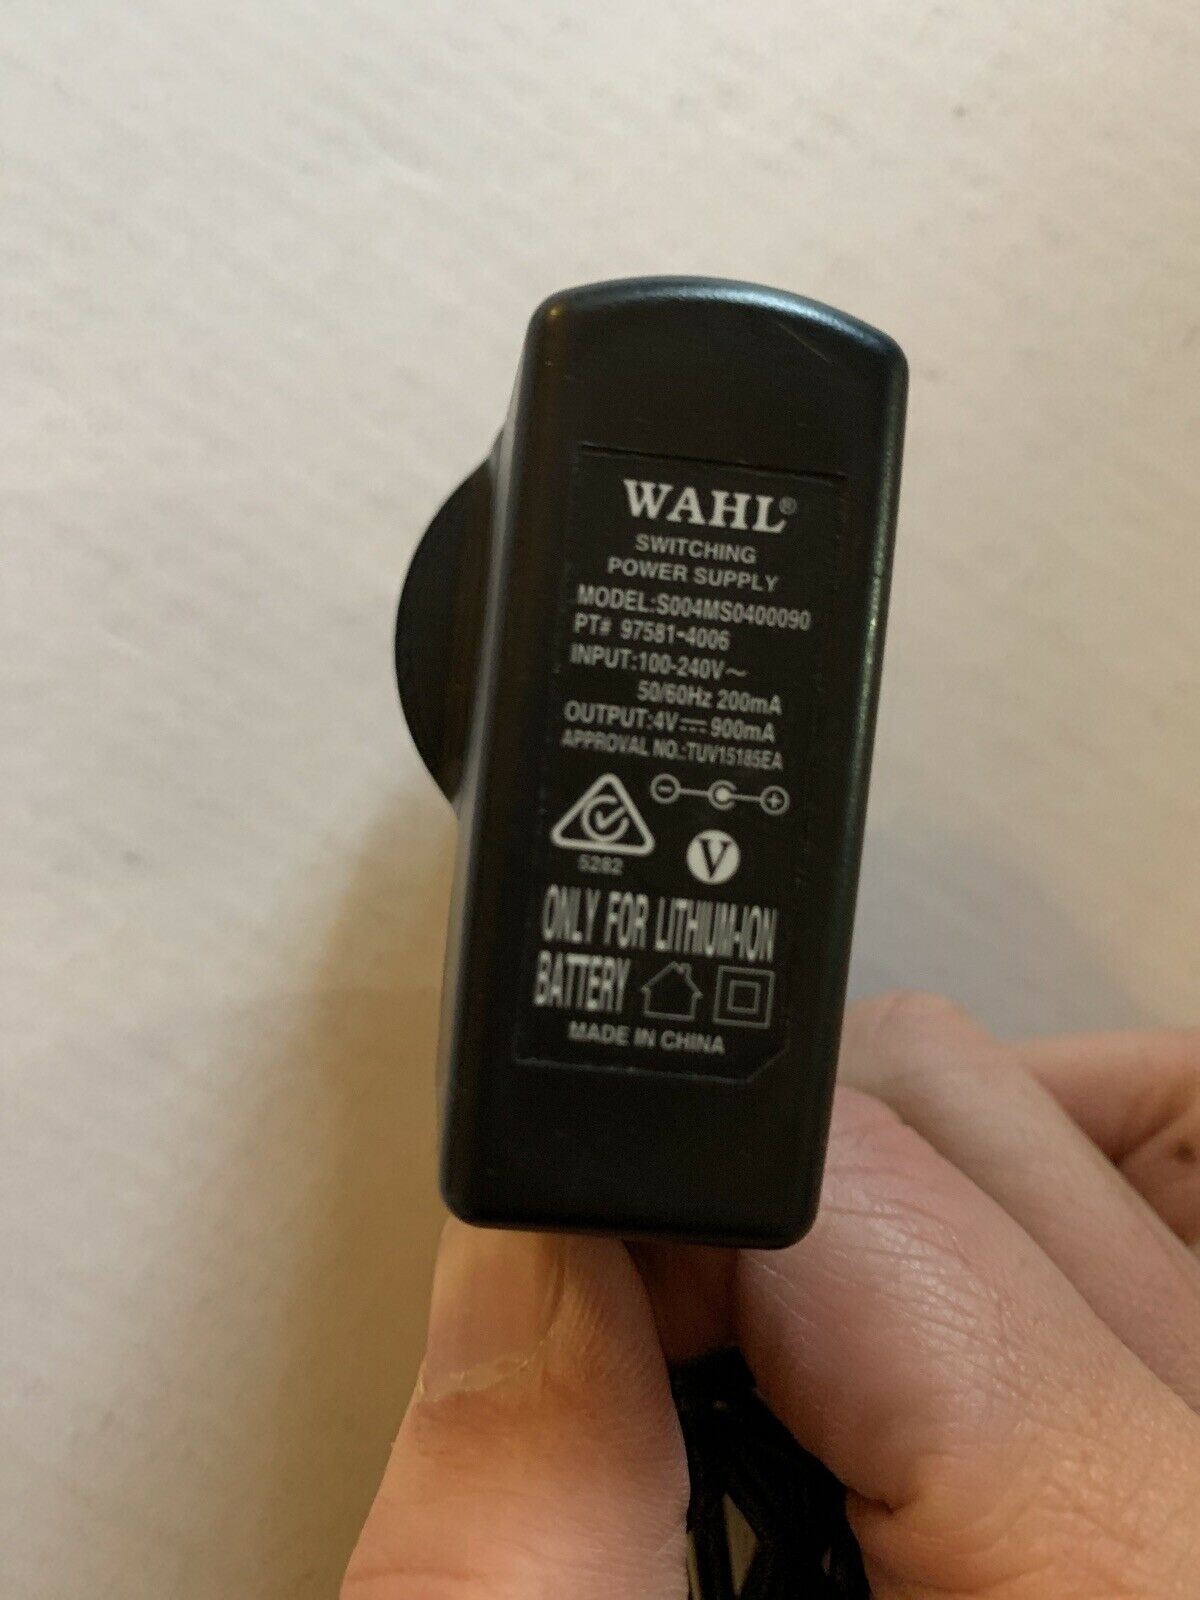 WAHL®
SWITCHING
POWER SUPPLY
MODEL:S004MS0400090
PT# 97581-4006
INPUT:100-240V～
50/60Hz 200mA
OUTPUT:4V⎓900mA
APPROVAL NO.:TUV15185EA
5282
V
ONLY FOR LITHIUM-ION
BATTERY
MADE IN CHINA